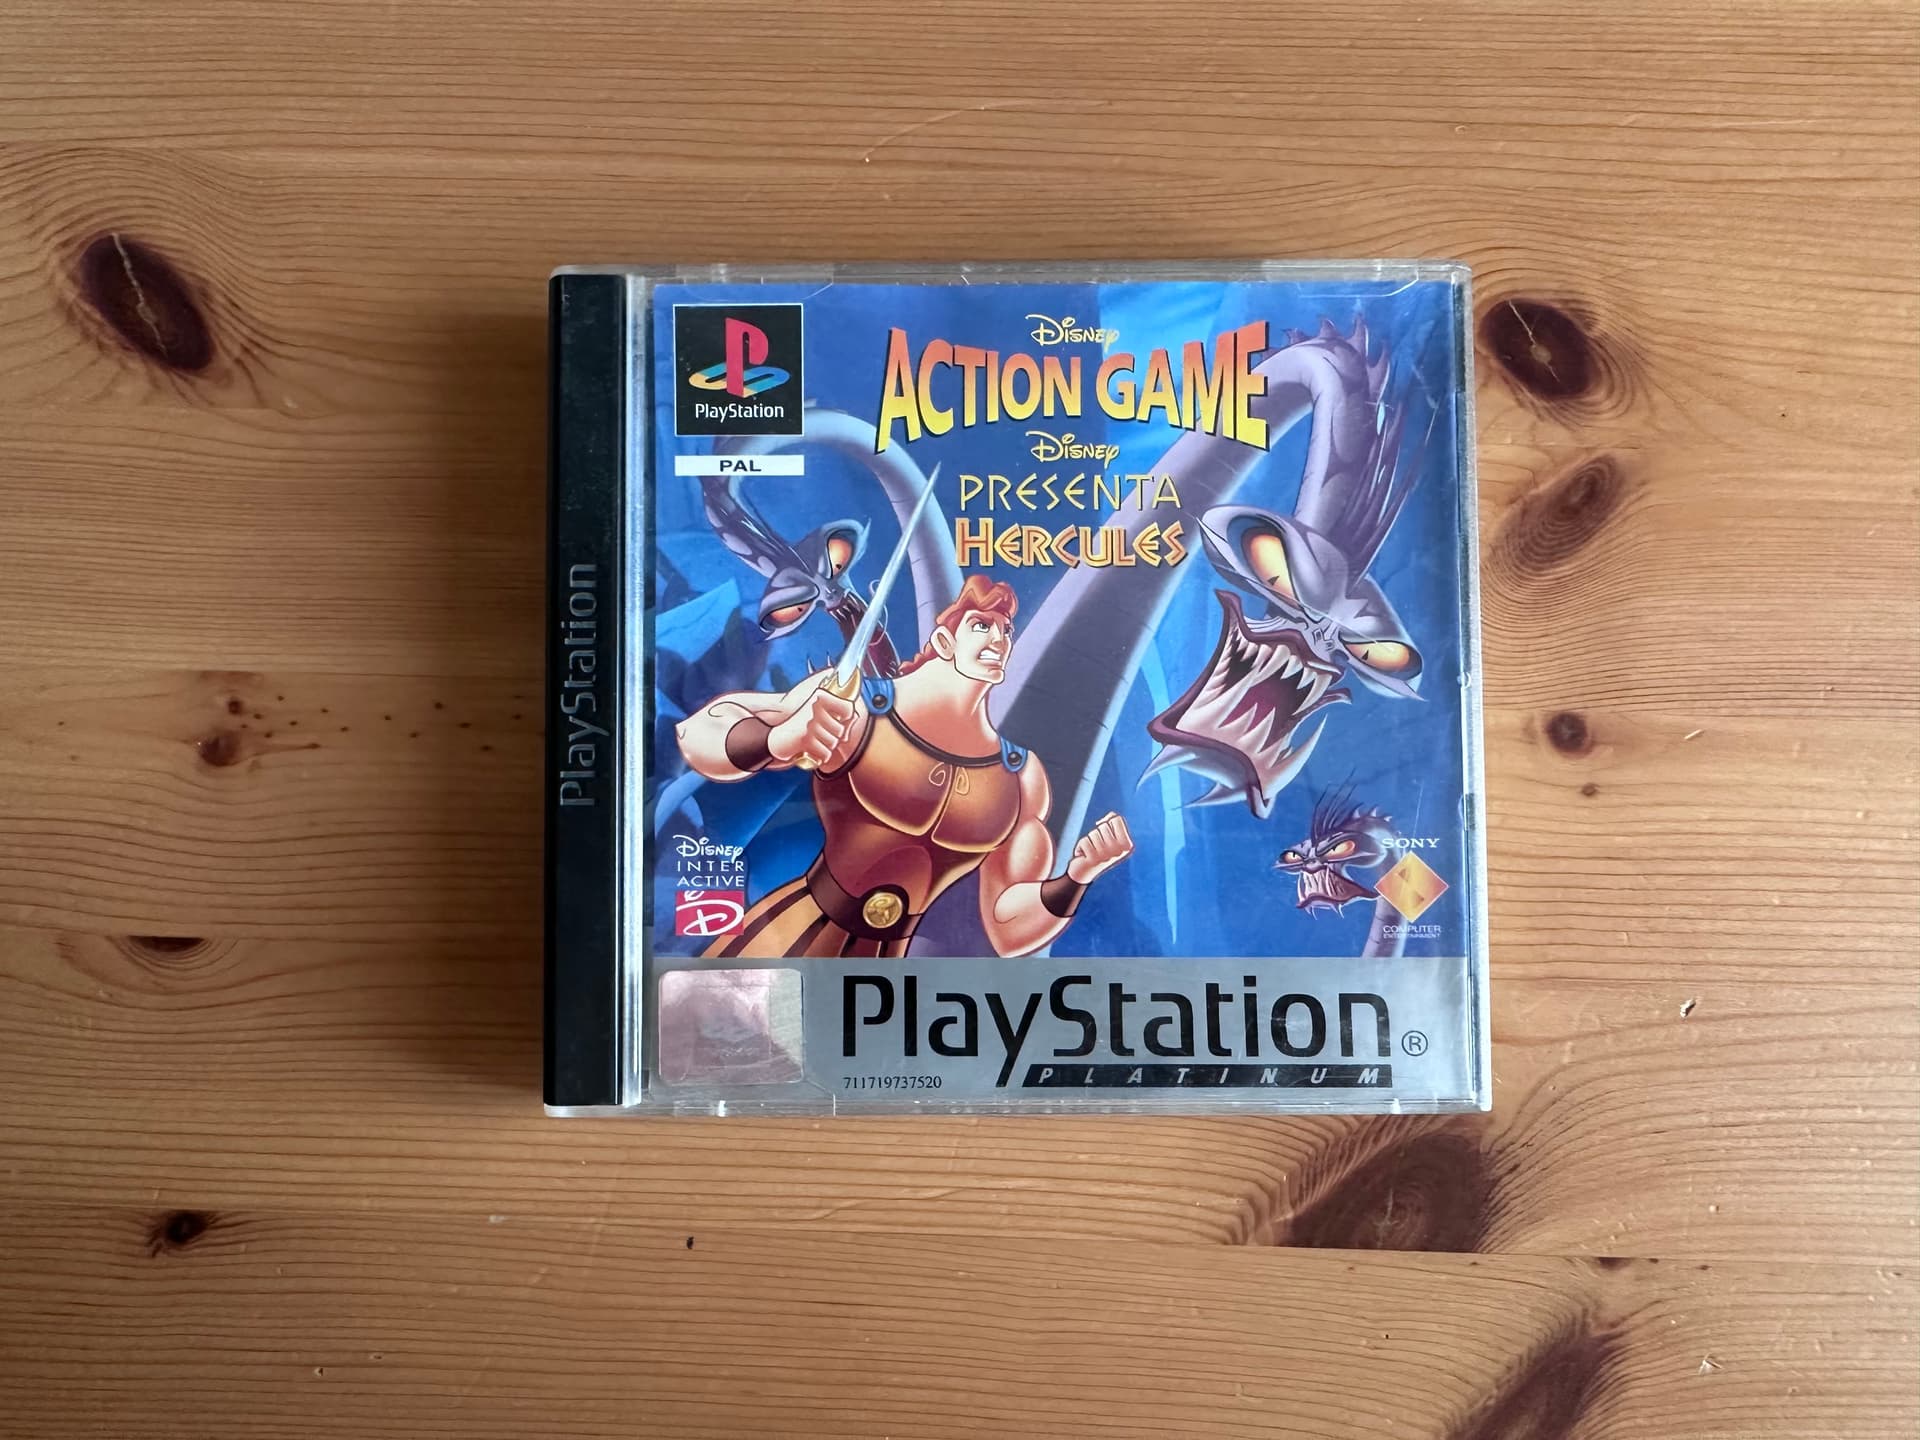 PlayStation
PlayStation
PAL
Disney
ACTION GAME
Disney
PRESENTA
HERCULES
Disney
INTER
ACTIVE
D
SONY
COMPUTER
ENTERTAINMENT
PlayStation®
PLATINUM
711719737520